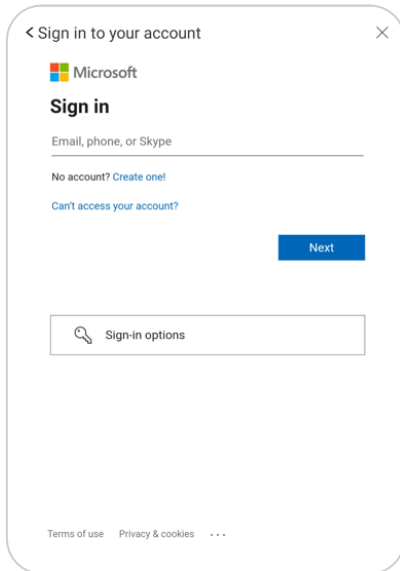 Sign in to your account
Microsoft
Sign in
Email, phone, or Skype
No account? Create one!
Can't access your account?
Next
Sign-in options
Terms of use Privacy & cookies ...